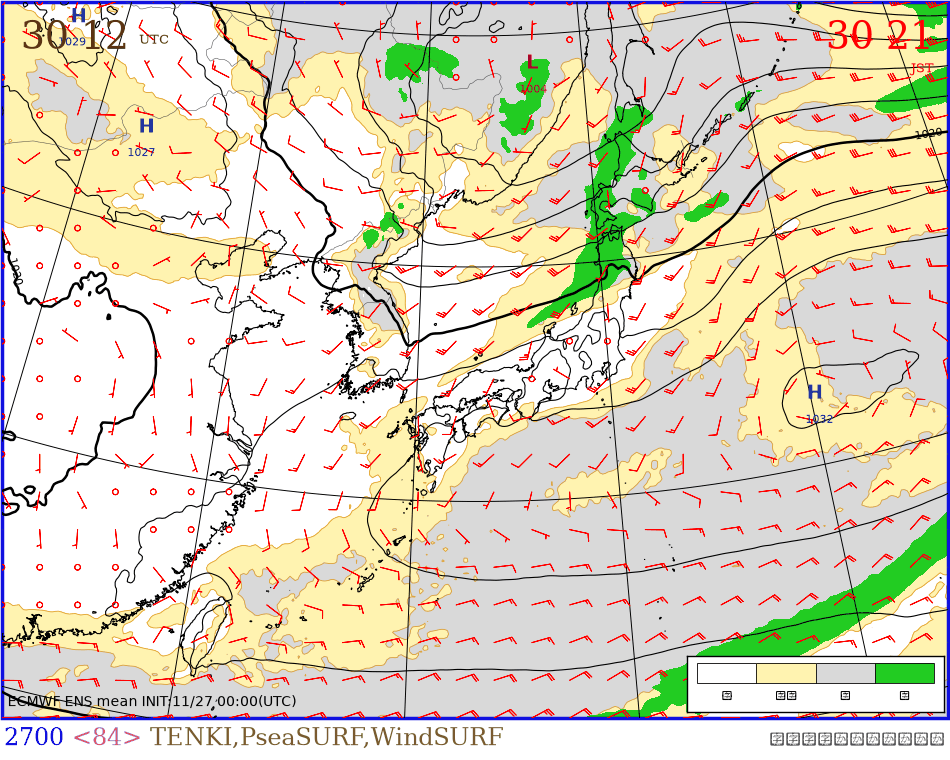 30 12 UTC
30 21 JST
H
1029
L
1004
H
1027
1020
1020
H
1032
ECMWF ENS mean INIT:11/27 00:00(UTC)
2700 <84> TENKI,PseaSURF,WindSURF